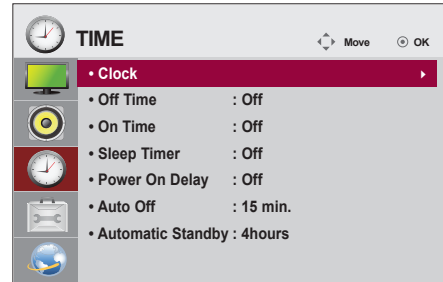 TIME
Move OK
• Clock
• Off Time : Off
• On Time : Off
• Sleep Timer : Off
• Power On Delay : Off
• Auto Off : 15 min.
• Automatic Standby : 4hours